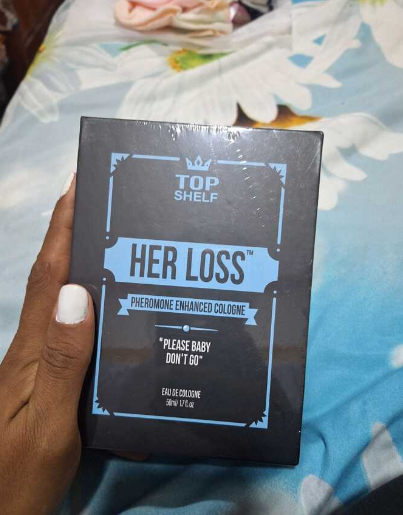 TOP
SHELF
HER LOSS™
PHEROMONE ENHANCED COLOGNE
"PLEASE BABY
DON'T GO"
EAU DE COLOGNE
50ml/ 1.7 fl. oz